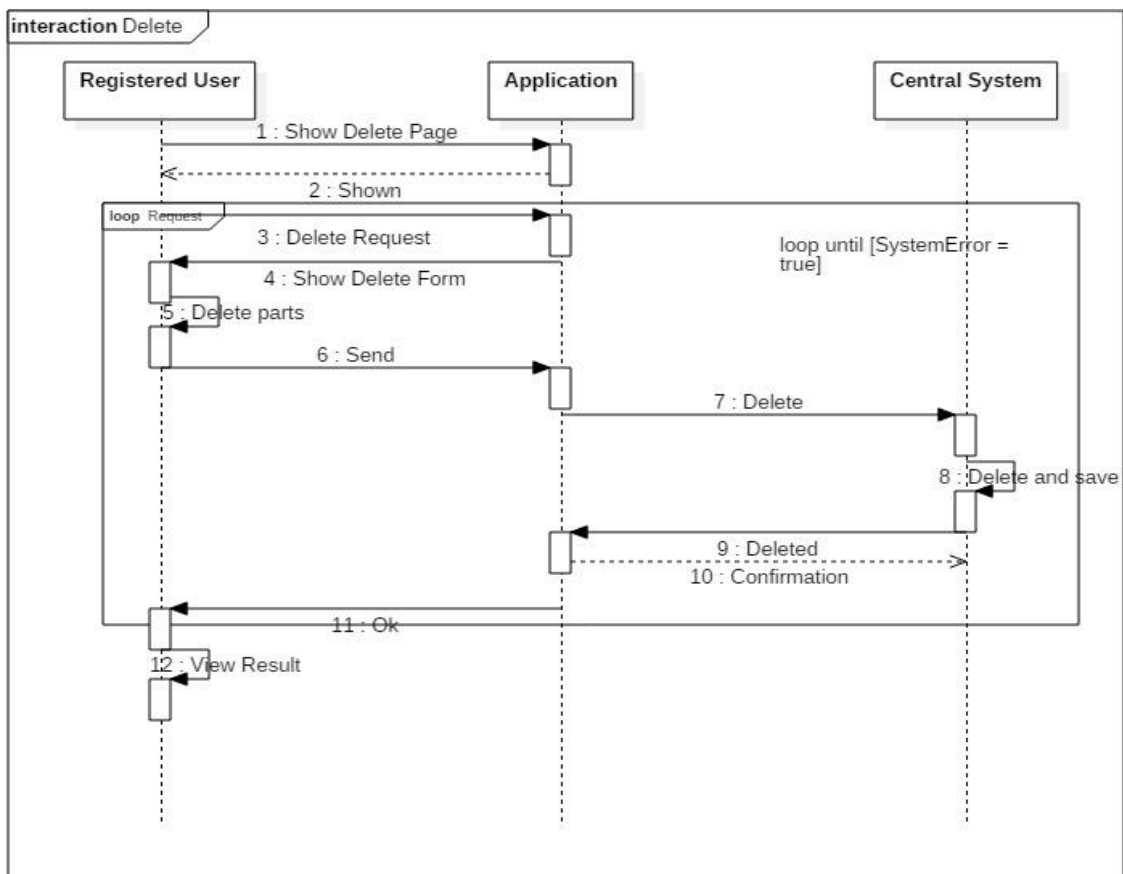 interaction Delete
Registered User
Application
Central System
1 : Show Delete Page
2 : Shown
loop Request
3 : Delete Request
loop until [SystemError =
true]
4 : Show Delete Form
5 : Delete parts
6 : Send
7 : Delete
8 : Delete and save
9 : Deleted
10 : Confirmation
11 : Ok
12 : View Result